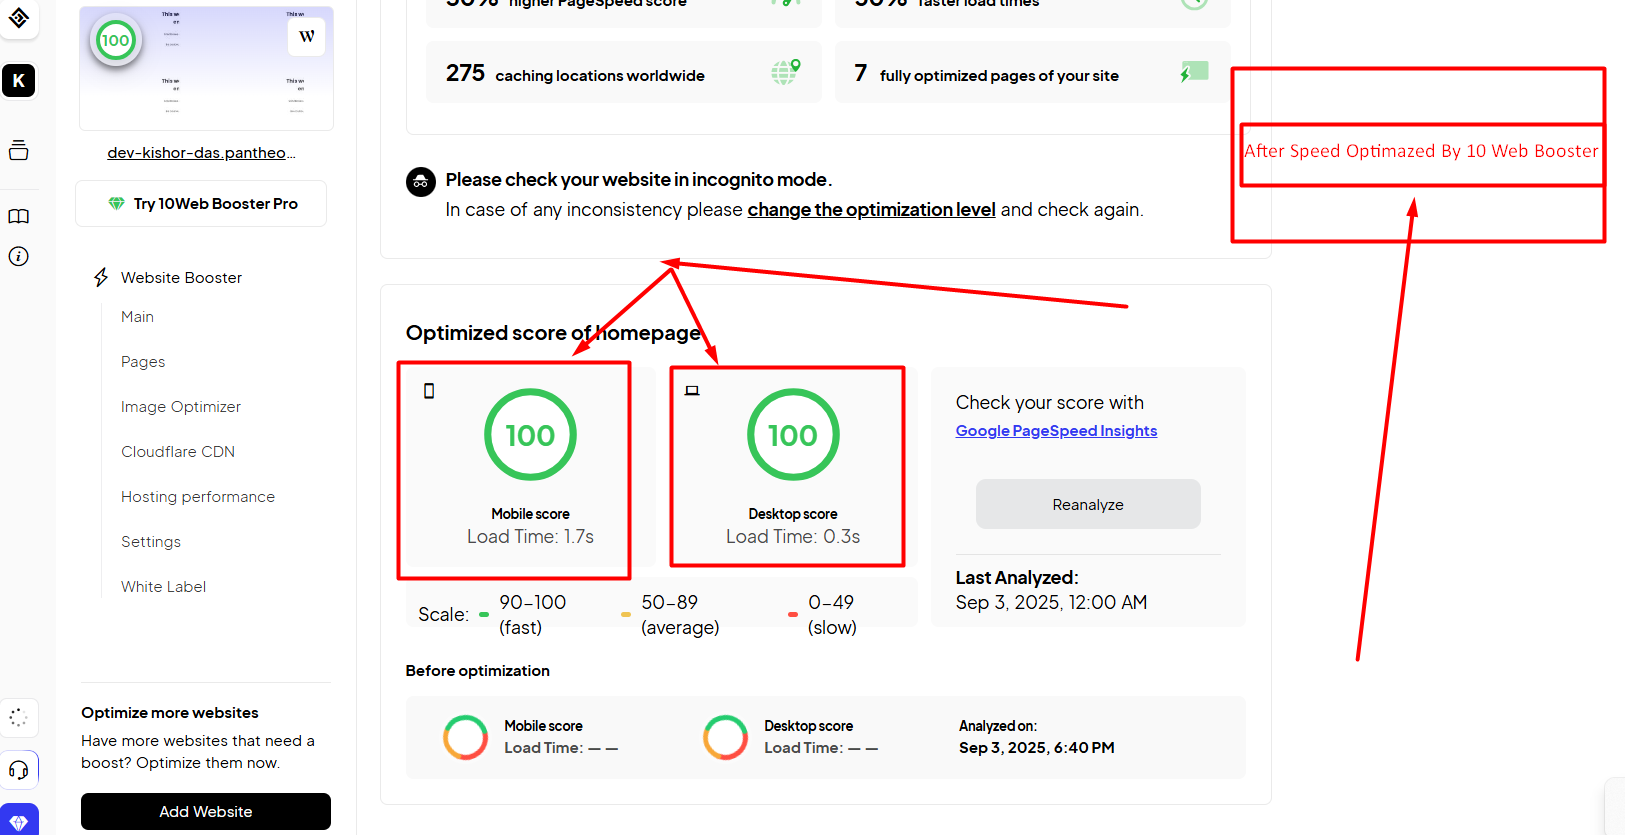 50% higher PageSpeed score
50% faster load times
275 caching locations worldwide
7 fully optimized pages of your site
After Speed Optimazed By 10 Web Booster
Please check your website in incognito mode.
In case of any inconsistency please change the optimization level and check again.
K
100
W
dev-kishor-das.pantheo...
Try 10Web Booster Pro
Website Booster
Main
Pages
Image Optimizer
Cloudflare CDN
Hosting performance
Settings
White Label
Optimize more websites
Have more websites that need a
boost? Optimize them now.
Add Website
Optimized score of homepage
100
Mobile score
Load Time: 1.7s
100
Desktop score
Load Time: 0.3s
Check your score with
Google PageSpeed Insights
Reanalyze
Last Analyzed:
Sep 3, 2025, 12:00 AM
Scale:
90–100
(fast)
50–89
(average)
0–49
(slow)
Before optimization
Mobile score
Load Time: — —
Desktop score
Load Time: — —
Analyzed on:
Sep 3, 2025, 6:40 PM